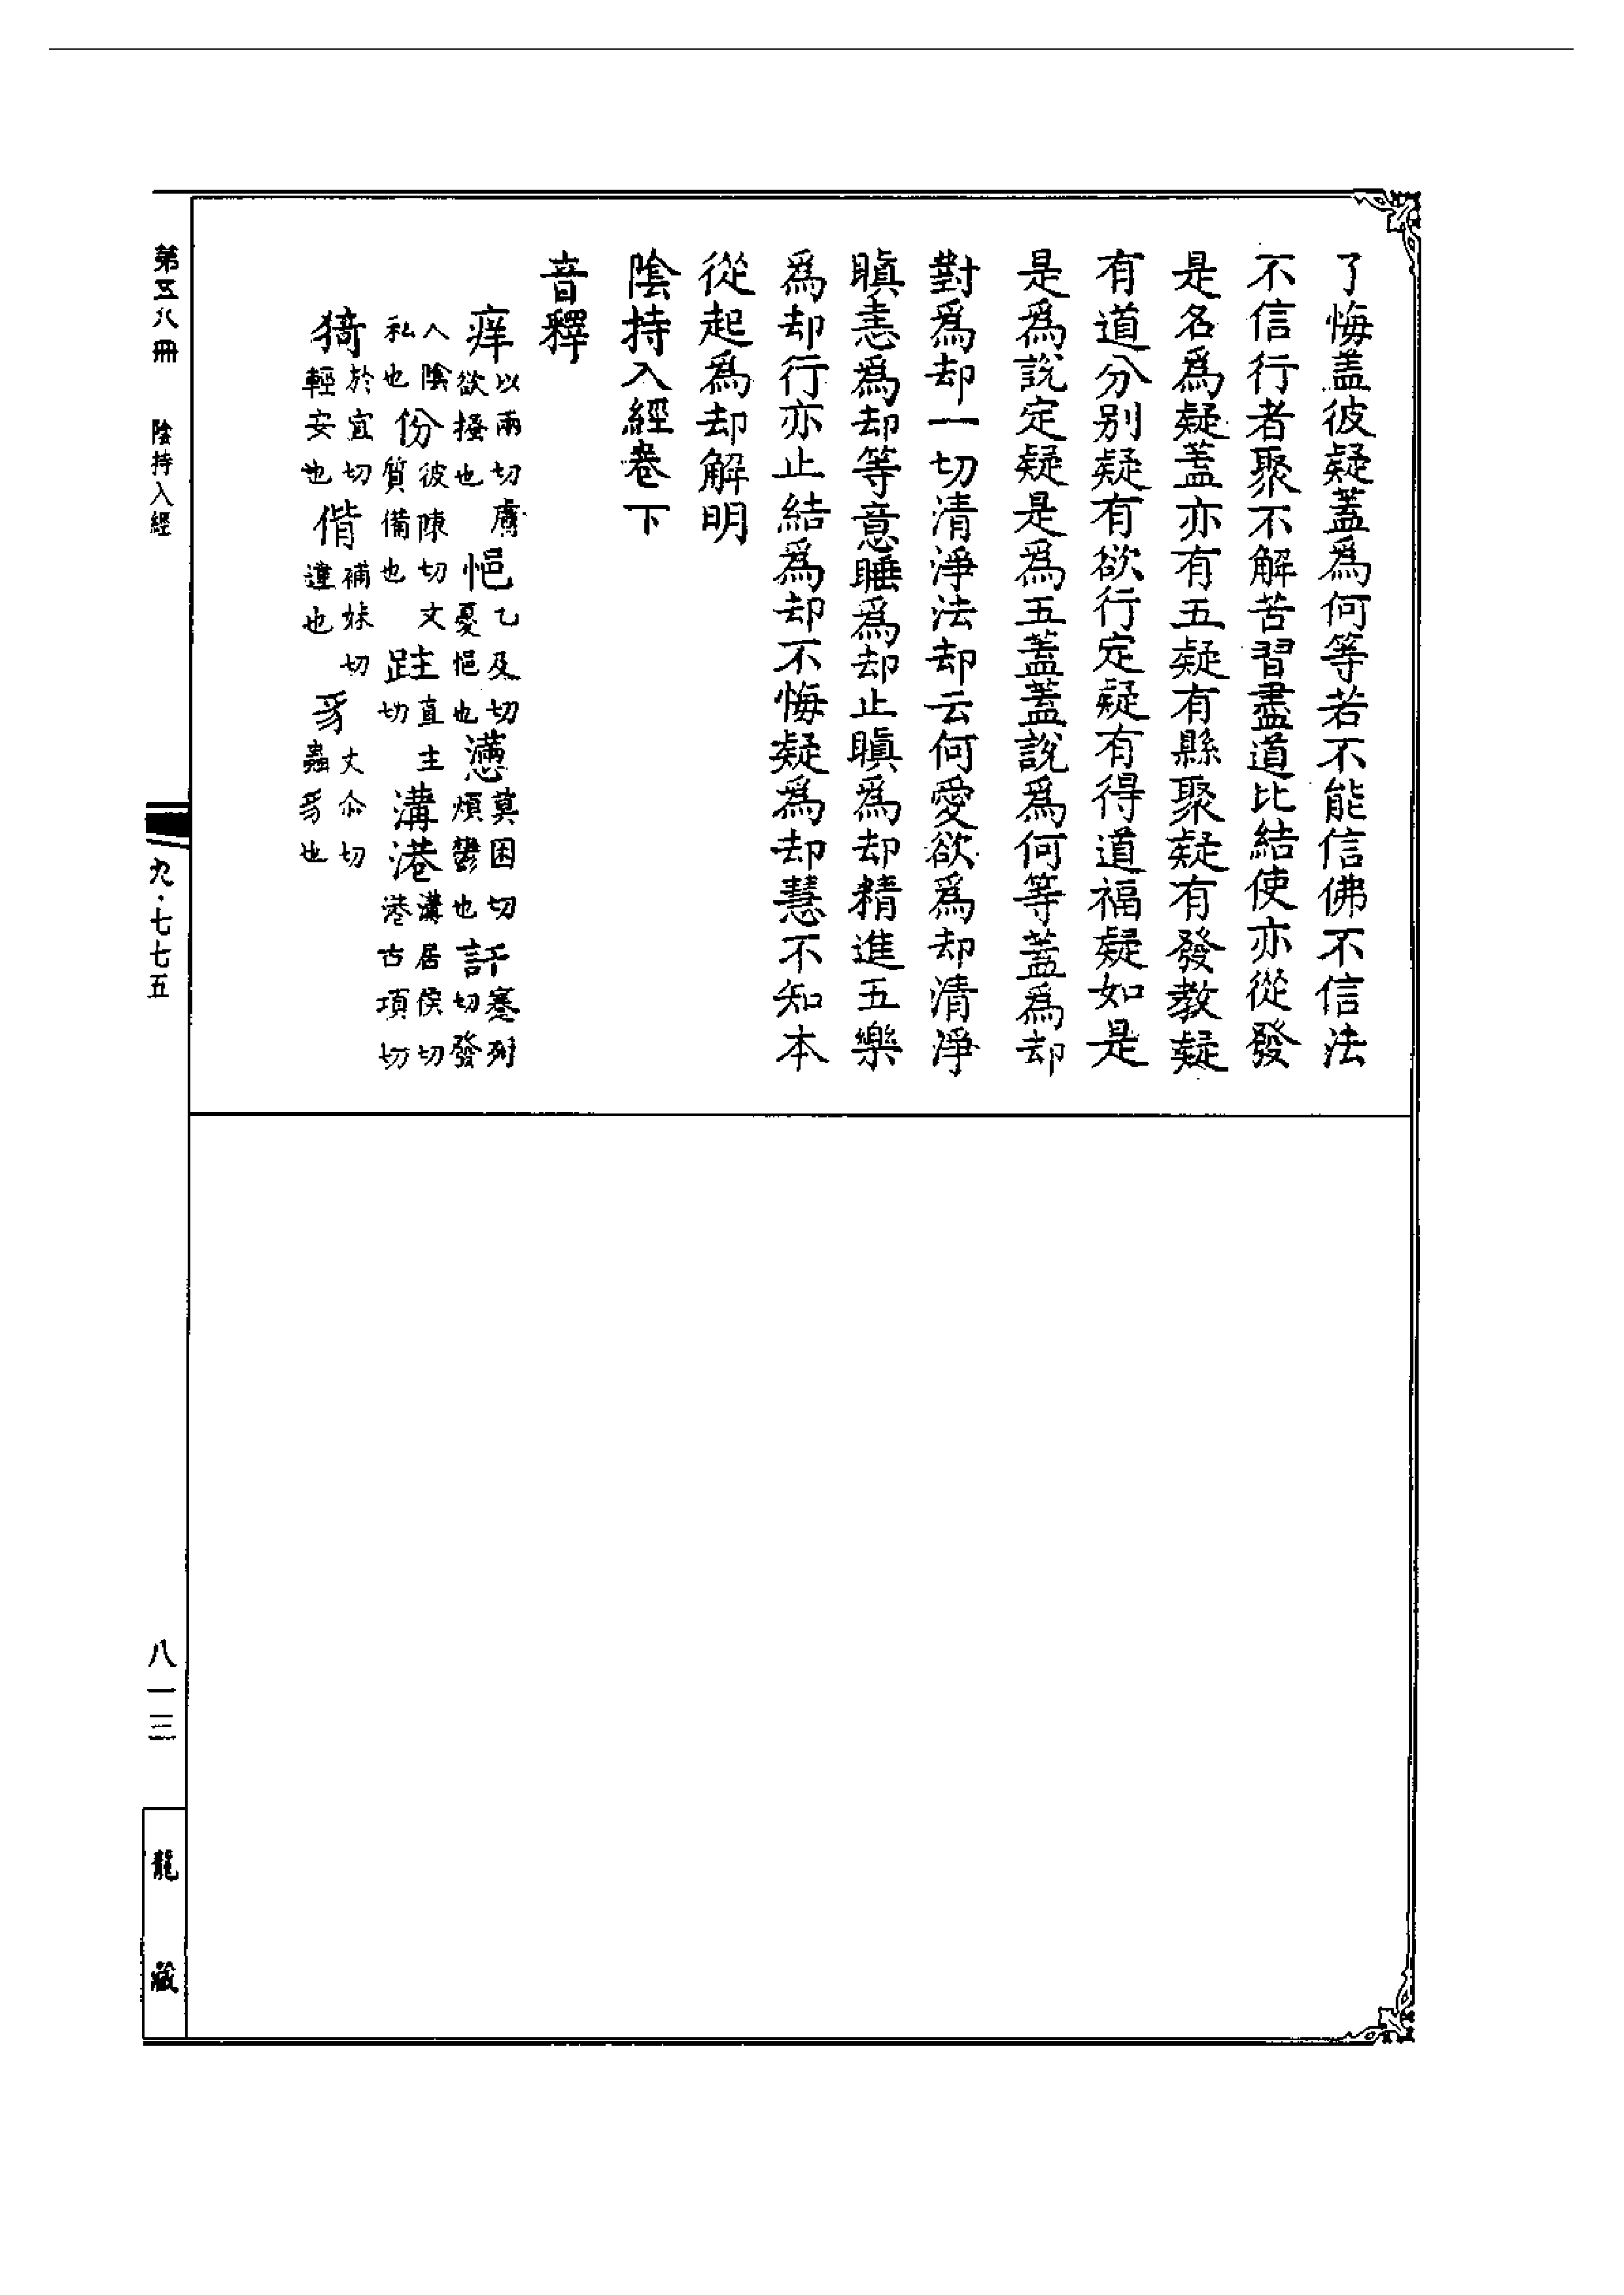 了悔盖彼疑蓋爲何等若不能信佛不信法
不信行者聚不解苦習盡道比結使亦從發
是名爲疑蓋亦有五疑有縣聚疑有發教疑
有道分别疑有欲行定疑有得道福疑如是
是爲說定疑是爲五蓋蓋說爲何等蓋爲却
對爲却一切清淨法却云何愛欲爲却清淨
瞋恚爲却等意睡爲却止瞋爲却精進五樂
爲却行亦止結爲却不悔疑爲却慧不知本
從起爲却解明
陰持入經卷下
音釋
痒以兩切膚欲搔也 悒乙及切憂悒也 懣莫困切煩鬱也 訐蹇列切發
人陰私也 份彼陳切文質備也 跓直主切 溝港溝居侯切港古項切
猗於宜切輕安也 偝補妹切違也 豸丈尒切蟲豸也
第五八冊 陰持入經
九·七七五
八一三
龍藏